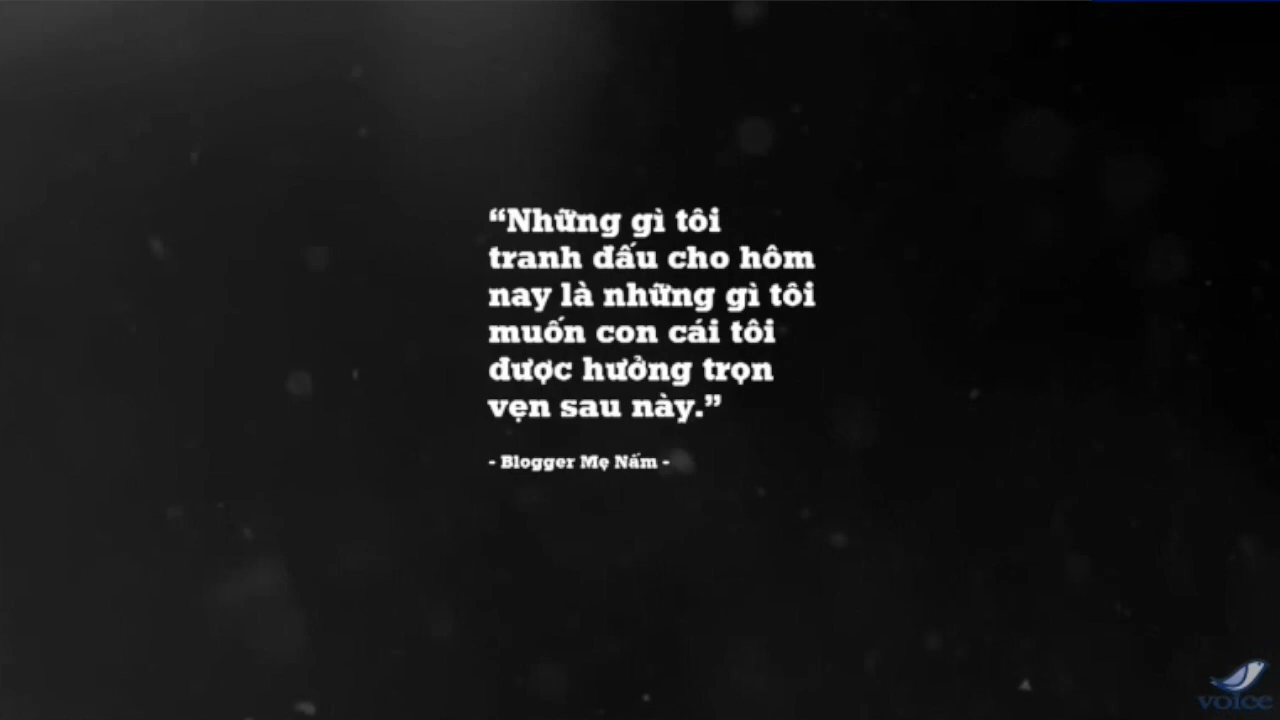 “Những gì tôi
tranh đấu cho hôm
nay là những gì tôi
muốn con cái tôi
được hưởng trọn
vẹn sau này.”
- Blogger Mẹ Nấm -
voice